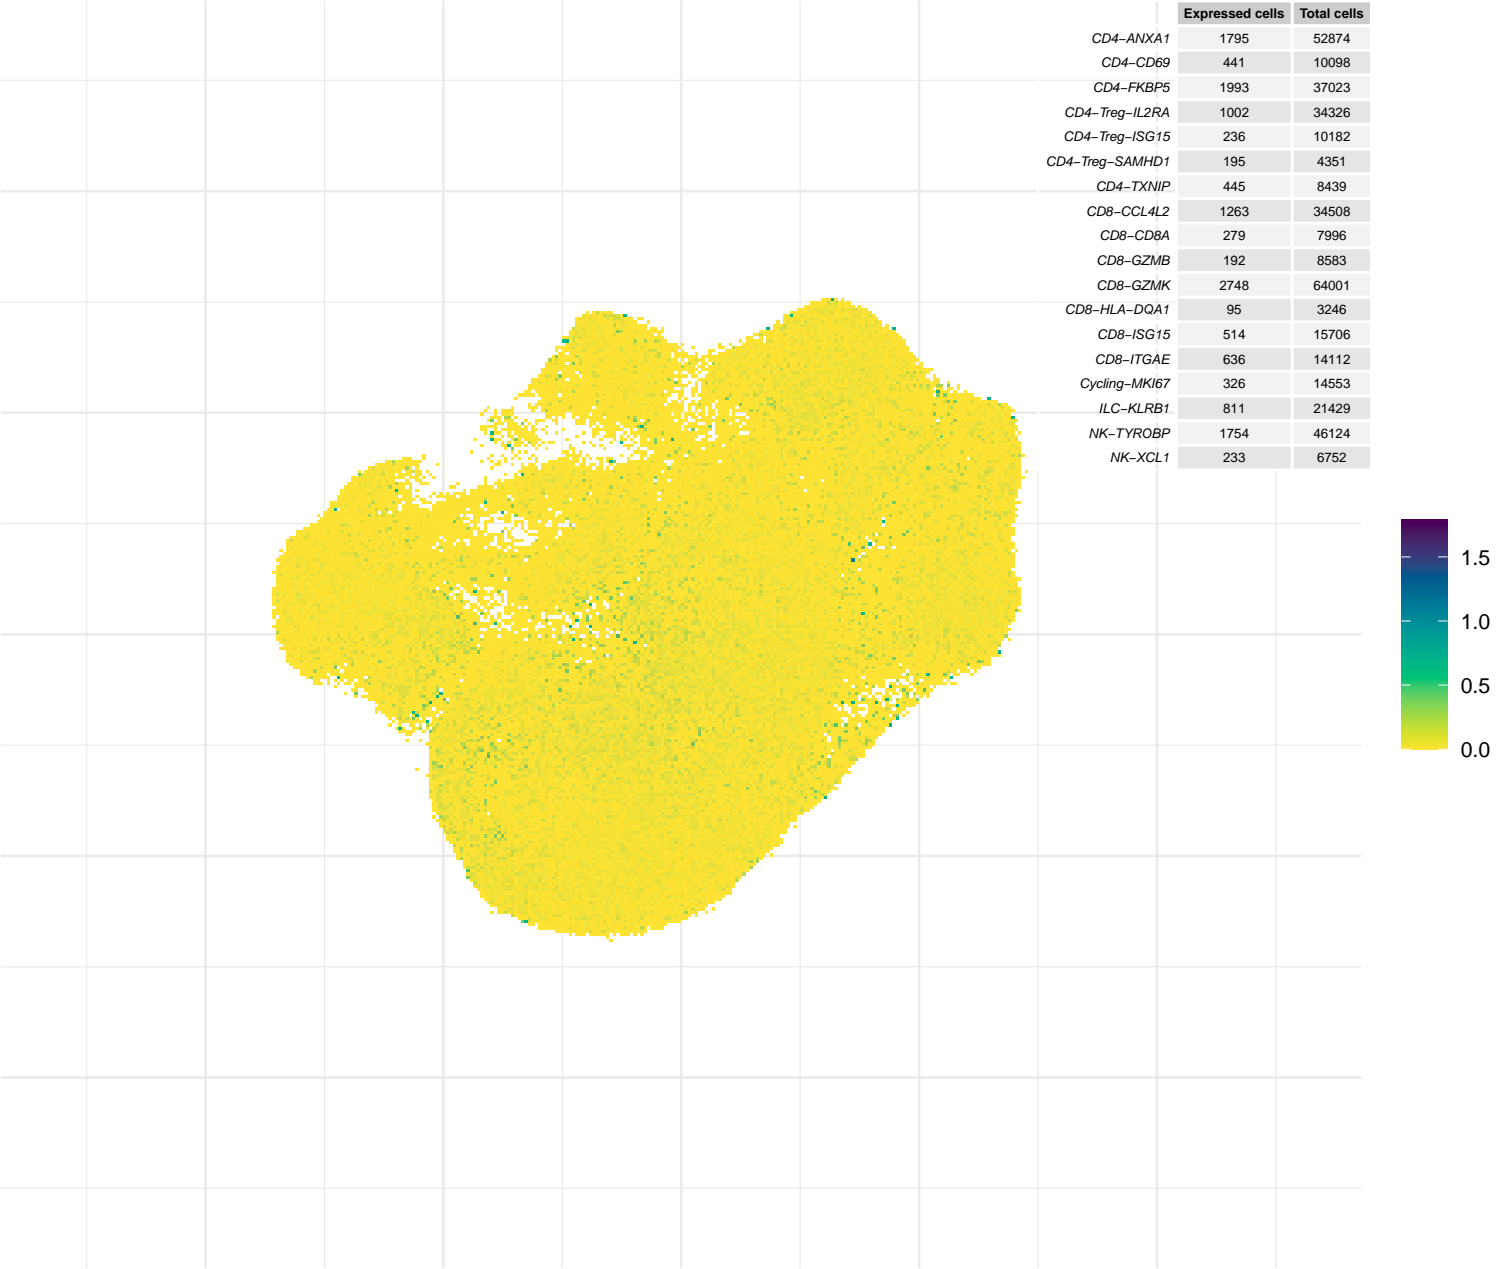 Expressed cells Total cells
CD4−ANXA1 1795 52874
CD4−CD69 441 10098
CD4−FKBP5 1993 37023
CD4−Treg−IL2RA 1002 34326
CD4−Treg−ISG15 236 10182
CD4−Treg−SAMHD1 195 4351
CD4−TXNIP 445 8439
CD8−CCL4L2 1263 34508
CD8−CD8A 279 7996
CD8−GZMB 192 8583
CD8−GZMK 2748 64001
CD8−HLA−DQA1 95 3246
CD8−ISG15 514 15706
CD8−ITGAE 636 14112
Cycling−MKI67 326 14553
ILC−KLRB1 811 21429
NK−TYROBP 1754 46124
NK−XCL1 233 6752
1.5
1.0
0.5
0.0